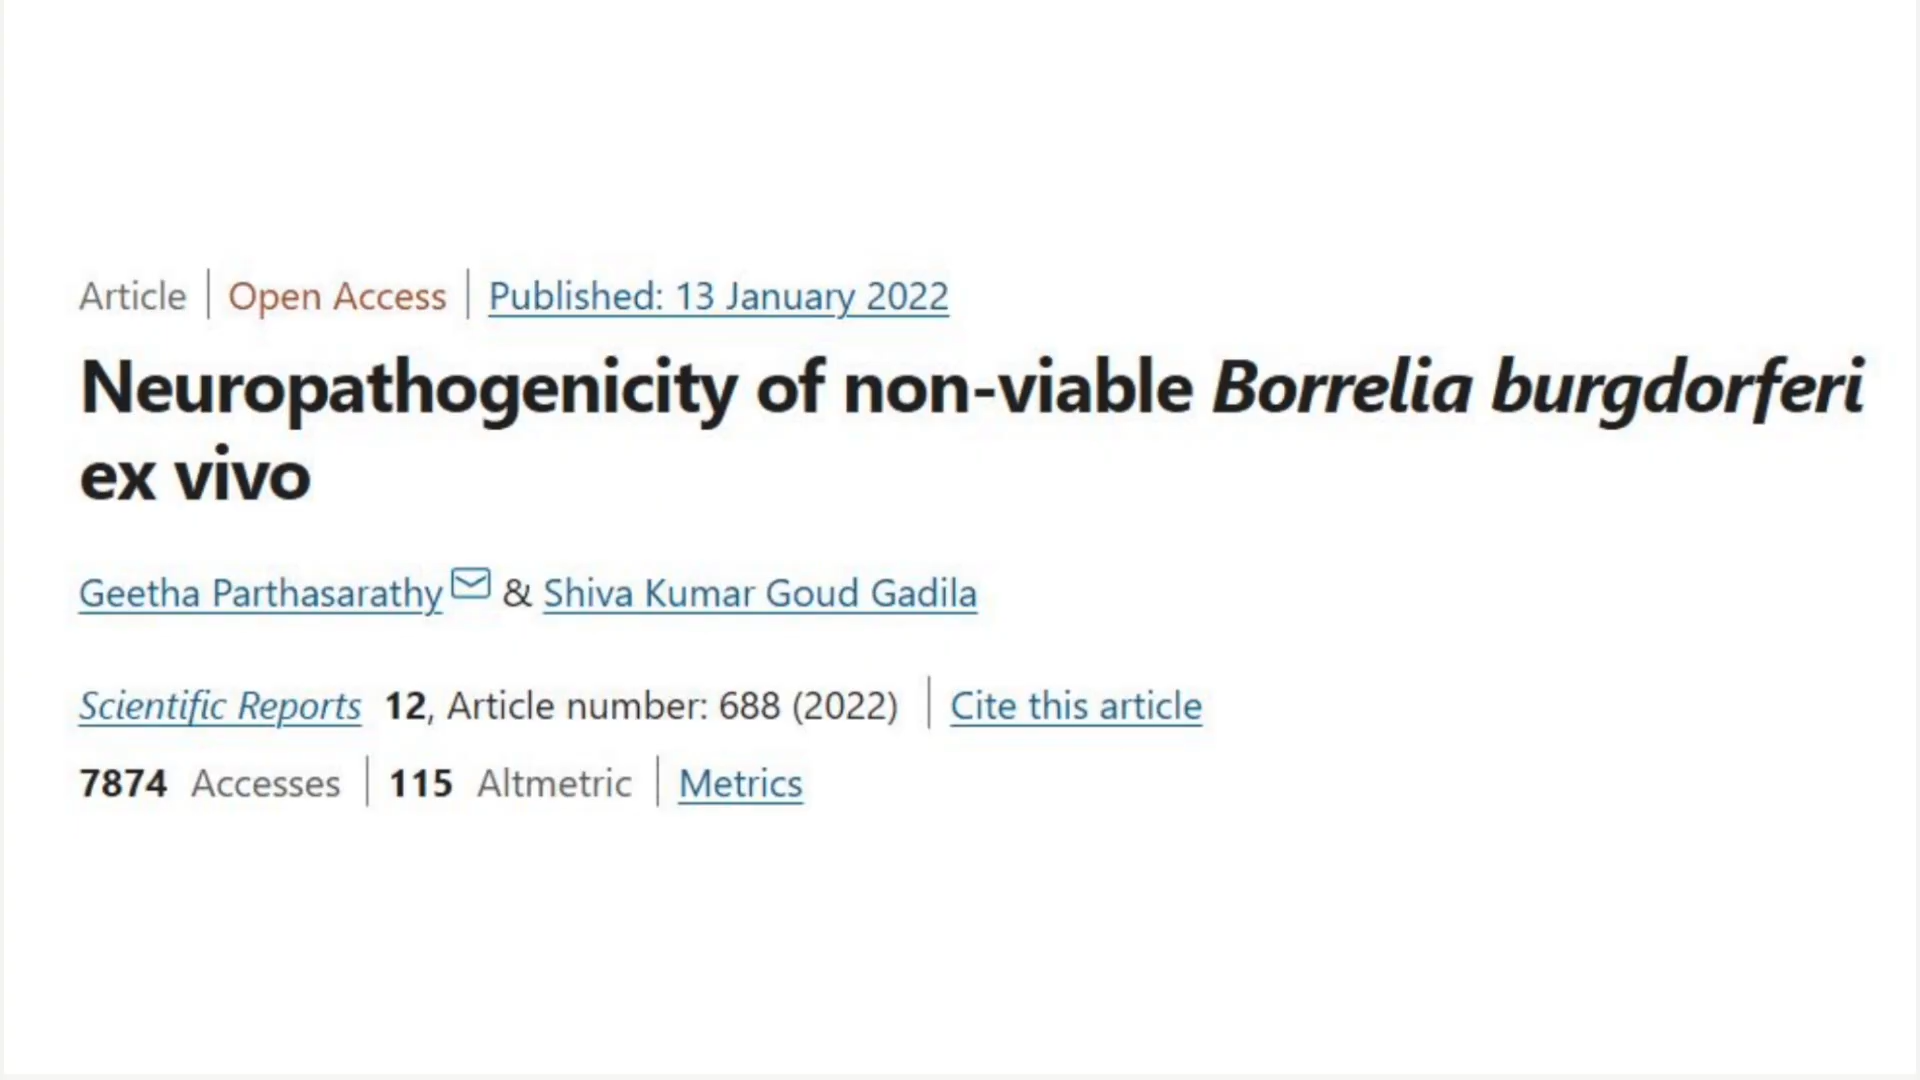 Article | Open Access | Published: 13 January 2022
Neuropathogenicity of non-viable Borrelia burgdorferi
ex vivo
Geetha Parthasarathy & Shiva Kumar Goud Gadila
Scientific Reports 12, Article number: 688 (2022) | Cite this article
7874 Accesses | 115 Altmetric | Metrics